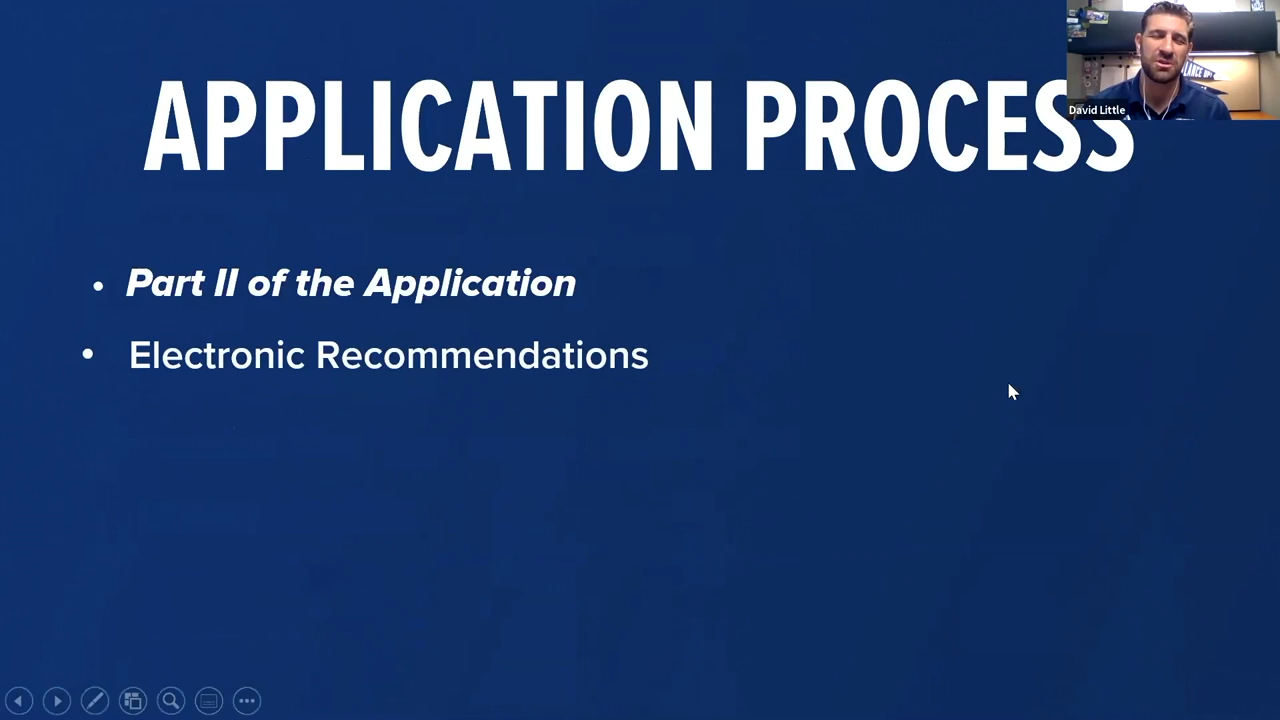 APPLICATION PROCESS
David Little
• Part II of the Application
• Electronic Recommendations